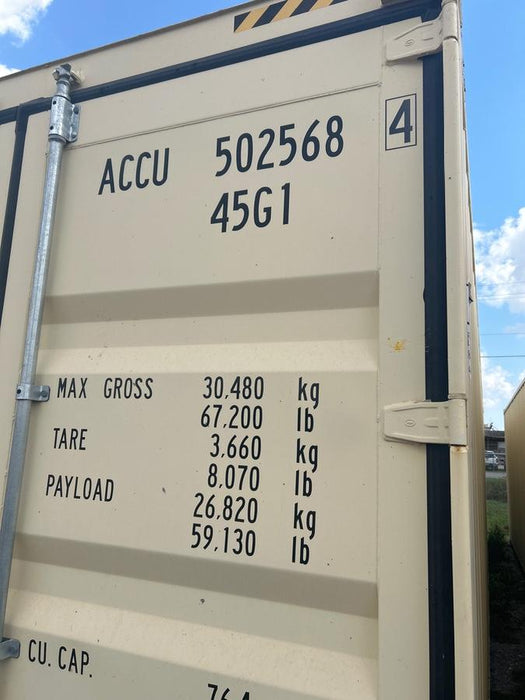 ACCU 502568 4
45G1
MAX GROSS 30,480 kg
67,200 lb
TARE 3,660 kg
8,070 lb
PAYLOAD 26,820 kg
59,130 lb
CU. CAP.